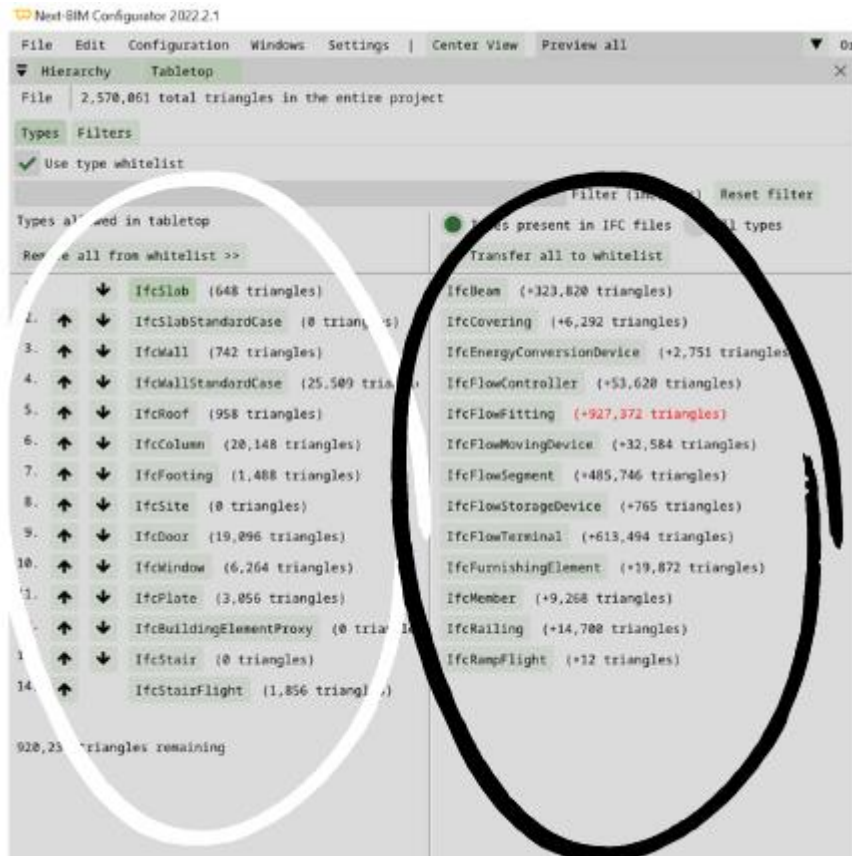 Next-BIM Configurator 2022.2.1
File Edit Configuration Windows Settings | Center View Preview all
Hierarchy Tabletop
File 2,570,061 total triangles in the entire project
Types Filters
Use type whitelist
Filter Reset filter
Types allowed in tabletop
present in IFC files types
all from whitelist >>
Transfer all to whitelist
IfcSlab (648 triangles)
2. IfcSlabStandardCase (0 triangles)
3. IfcWall (742 triangles)
4. IfcWallStandardCase (25,509
5. IfcRoof (958 triangles)
6. IfcColumn (20,148 triangles)
7. IfcFooting (1,488 triangles)
8. IfcSite (0 triangles)
9. IfcDoor (19,096 triangles)
10. IfcWindow (6,264 triangles)
IfcPlate (3,056 triangles)
IfcBuildingElementProxy (0
IfcStair (0 triangles)
14. IfcStairFlight (1,856
triangles remaining
IfcBeam (+323,820 triangles)
IfcCovering (+6,292 triangles)
IfcEnergyConversionDevice (+2,751 triangles
IfcFlowController (+53,620 triangles)
IfcFlowFitting (+927,372 triangles)
IfcFlowMovingDevice (+32,584 triangles)
IfcFlowSegment (+485,746 triangles)
IfcFlowStorageDevice (+765 triangles)
IfcFlowTerminal (+613,494 triangles)
IfcFurnishingElement (+19,872 triangles)
IfcMember (+9,268 triangles)
IfcRailing (+14,700 triangles)
IfcRampFlight (+12 triangles)